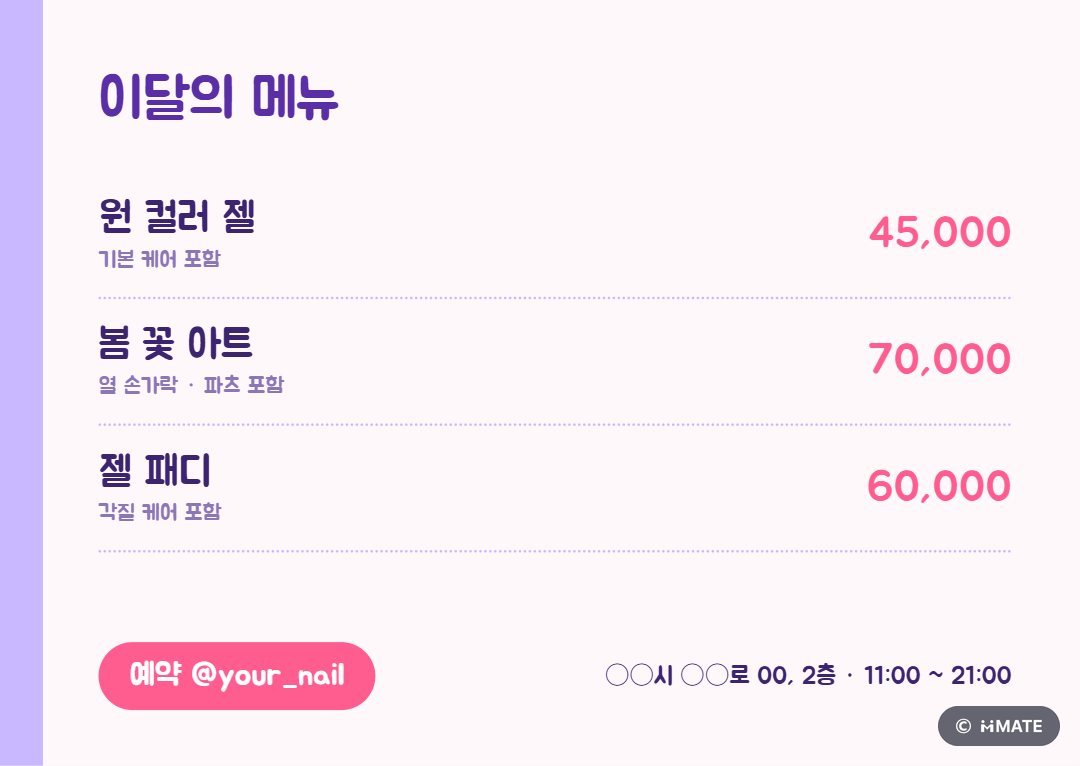 이달의 메뉴
원 컬러 젤
45,000
기본 케어 포함
봄 꽃 아트
70,000
열 손가락 · 파츠 포함
젤 패디
60,000
각질 케어 포함
예약 @your_nail
○○시 ○○로 00, 2층 · 11:00 ~ 21:00
© MMATE